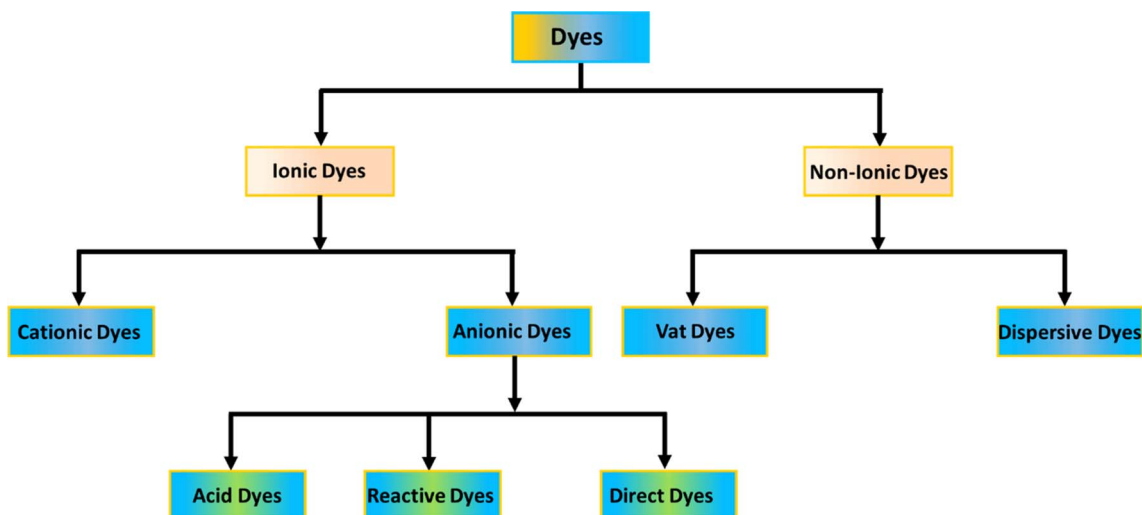 Dyes
Ionic Dyes
Non-Ionic Dyes
Cationic Dyes
Anionic Dyes
Vat Dyes
Dispersive Dyes
Acid Dyes
Reactive Dyes
Direct Dyes